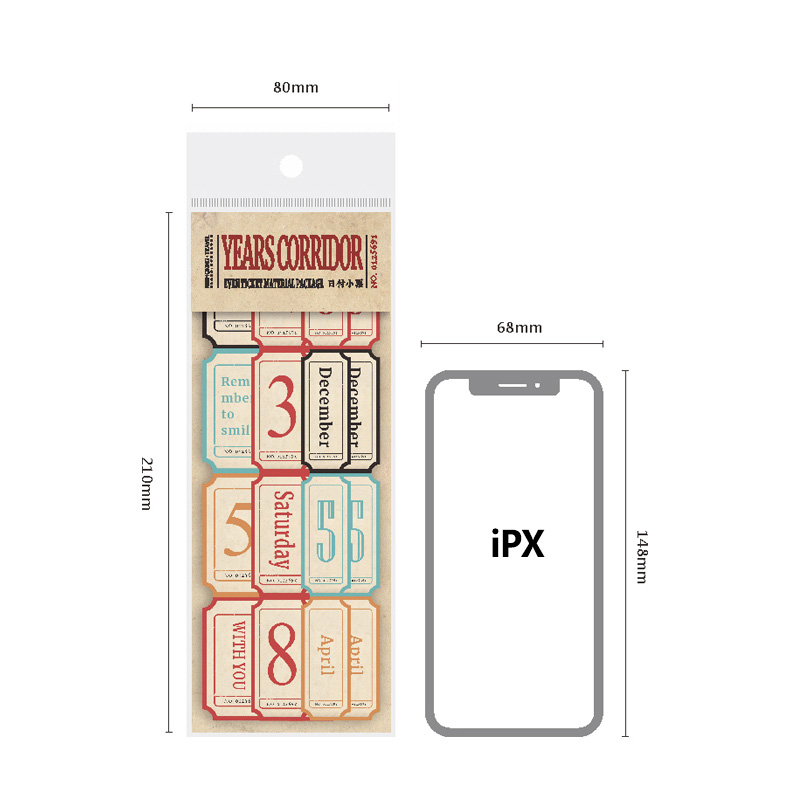 80mm
YEARS CORRIDOR
EVEN TICKET MATERIAL PACKAGE 日付小票
NO. 0125691
210mm
Rem
mbe
to
smil
3
December
December
5
Saturday
5
5
WITH YOU
8
April
April
68mm
iPX
148mm